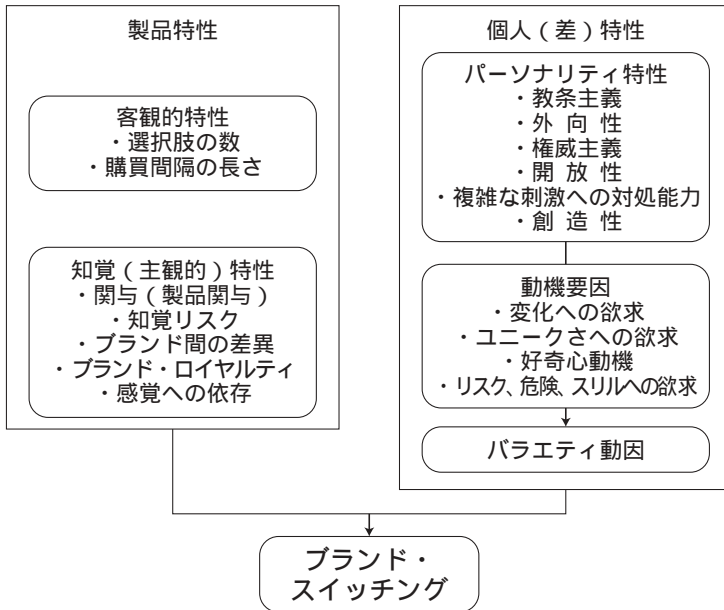 製品特性
客観的特性
・選択肢の数
・購買間隔の長さ
知覚(主観的)特性
・関与(製品関与)
・知覚リスク
・ブランド間の差異
・ブランド・ロイヤルティ
・感覚への依存
個人(差)特性
パーソナリティ特性
・教条主義
・外 向 性
・権威主義
・開 放 性
・複雑な刺激への対処能力
・創 造 性
動機要因
・変化への欲求
・ユニークさへの欲求
・好奇心動機
・リスク、危険、スリルへの欲求
バラエティ動因
ブランド・
スイッチング